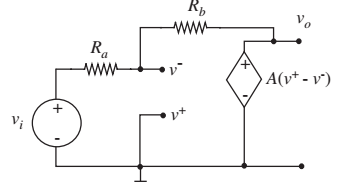 R_b
v_o
R_a
v^-
+
A(v^+ - v^-)
-
v^+
v_i
+
-